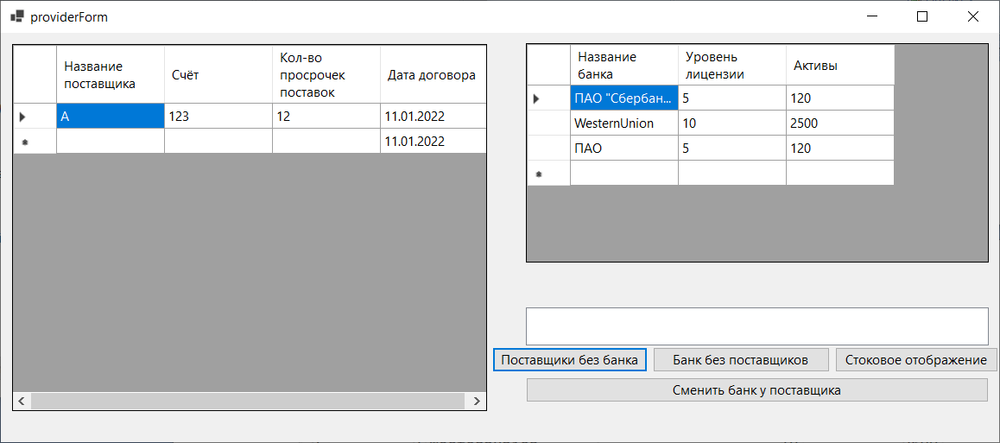 providerForm
Название поставщика
Счёт
Кол-во просрочек поставок
Дата договора
A
123
12
11.01.2022
11.01.2022
Название банка
Уровень лицензии
Активы
ПАО "Сбербан...
5
120
WesternUnion
10
2500
ПАО
5
120
Поставщики без банка
Банк без поставщиков
Стоковое отображение
Сменить банк у поставщика